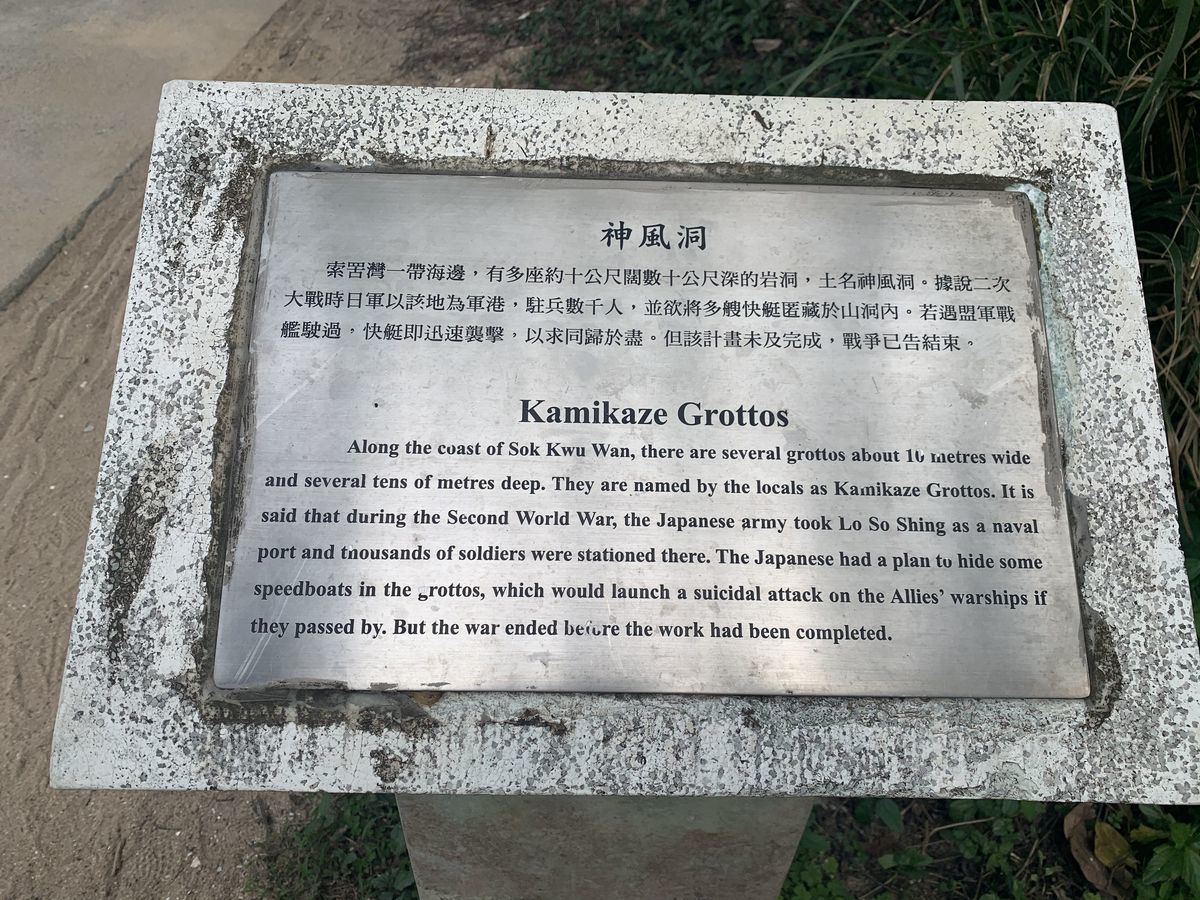 神風洞
索罟灣一帶海邊，有多座約十公尺闊數十公尺深的岩洞，土名神風洞。據說二次
大戰時日軍以該地為軍港，駐兵數千人，並欲將多艘快艇匿藏於山洞內。若遇盟軍戰
艦駛過，快艇即迅速襲擊，以求同歸於盡。但該計畫未及完成，戰爭已告結束。
Kamikaze Grottos
Along the coast of Sok Kwu Wan, there are several grottos about 10 metres wide
and several tens of metres deep. They are named by the locals as Kamikaze Grottos. It is
said that during the Second World War, the Japanese army took Lo So Shing as a naval
port and thousands of soldiers were stationed there. The Japanese had a plan to hide some
speedboats in the grottos, which would launch a suicidal attack on the Allies’ warships if
they passed by. But the war ended before the work had been completed.